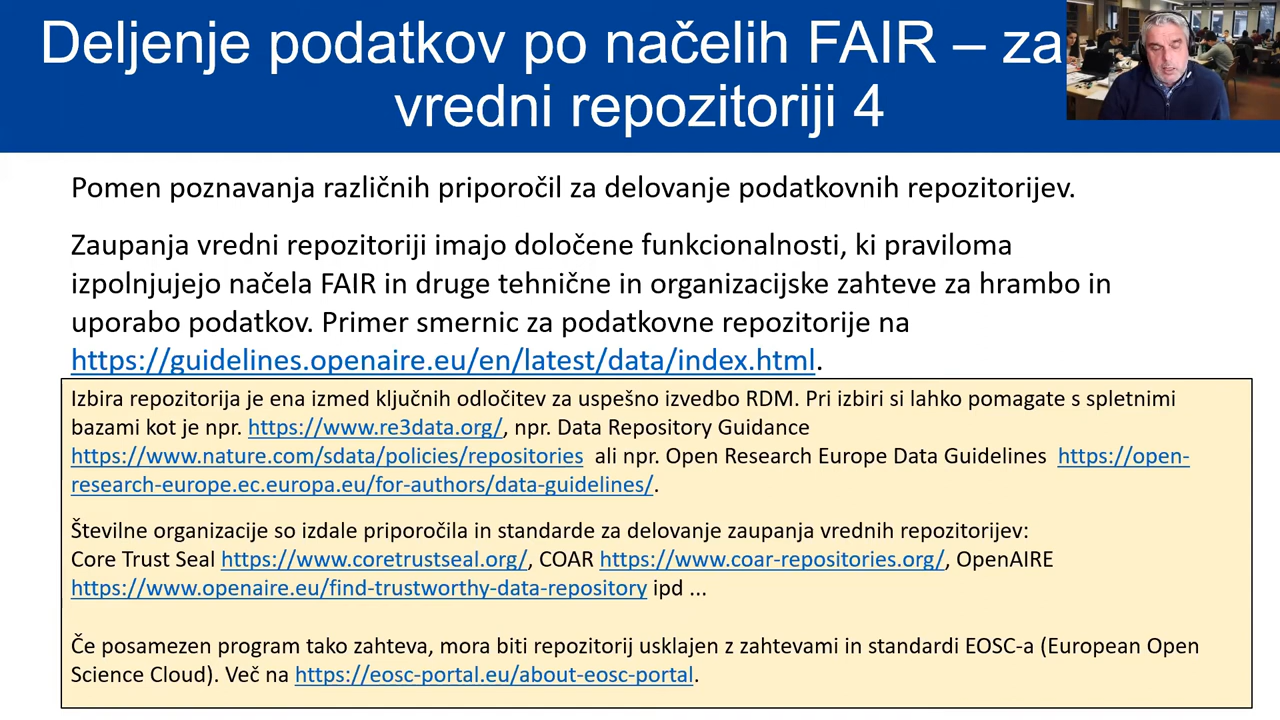 Deljenje podatkov po načelih FAIR – za
vredni repozitoriji 4
Pomen poznavanja različnih priporočil za delovanje podatkovnih repozitorijev.
Zaupanja vredni repozitoriji imajo določene funkcionalnosti, ki praviloma
izpolnjujejo načela FAIR in druge tehnične in organizacijske zahteve za hrambo in
uporabo podatkov. Primer smernic za podatkovne repozitorije na
https://guidelines.openaire.eu/en/latest/data/index.html.
Izbira repozitorija je ena izmed ključnih odločitev za uspešno izvedbo RDM. Pri izbiri si lahko pomagate s spletnimi
bazami kot je npr. https://www.re3data.org/, npr. Data Repository Guidance
https://www.nature.com/sdata/policies/repositories ali npr. Open Research Europe Data Guidelines https://open-
research-europe.ec.europa.eu/for-authors/data-guidelines/.
Številne organizacije so izdale priporočila in standarde za delovanje zaupanja vrednih repozitorijev:
Core Trust Seal https://www.coretrustseal.org/, COAR https://www.coar-repositories.org/, OpenAIRE
https://www.openaire.eu/find-trustworthy-data-repository ipd ...
Če posamezen program tako zahteva, mora biti repozitorij usklajen z zahtevami in standardi EOSC-a (European Open
Science Cloud). Več na https://eosc-portal.eu/about-eosc-portal.